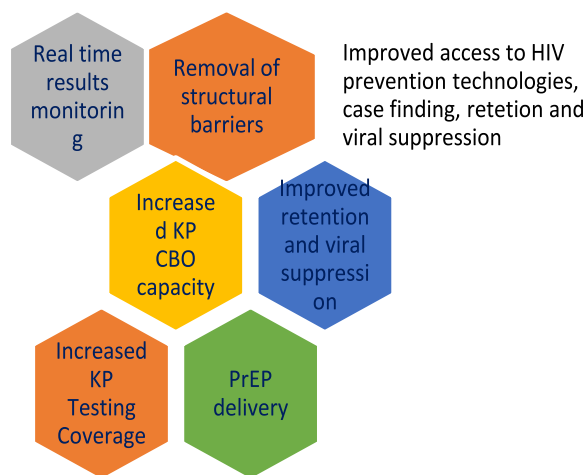 Real time
results
monitorin
g
Removal of
structural
barriers
Improved access to HIV
prevention technologies,
case finding, retetion and
viral suppression
Increase
d KP
CBO
capacity
Improved
retention
and viral
suppressi
on
Increased
KP
Testing
Coverage
PrEP
delivery